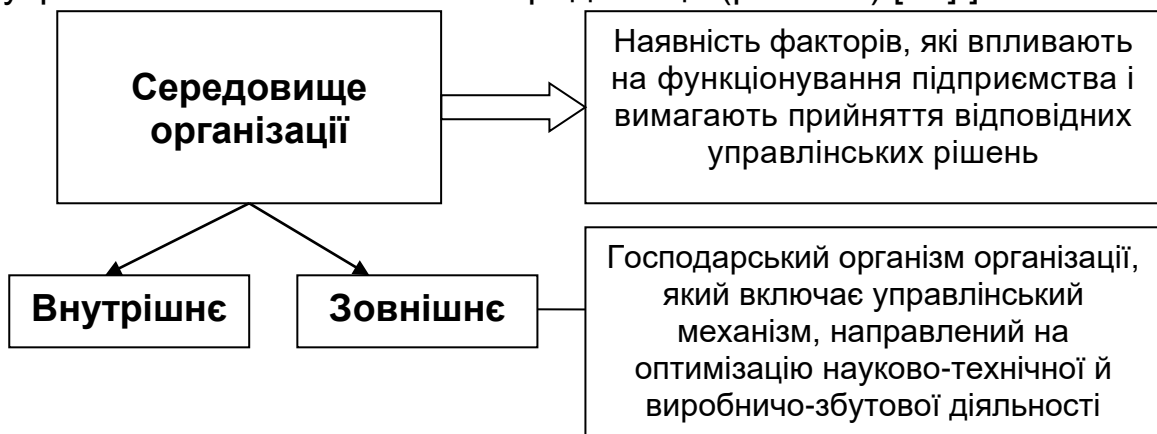 Середовище
організації
Наявність факторів, які впливають
на функціонування підприємства і
вимагають прийняття відповідних
управлінських рішень
Внутрішнє
Зовнішнє
Господарський організм організації,
який включає управлінський
механізм, направлений на
оптимізацію науково-технічної й
виробничо-збутової діяльності